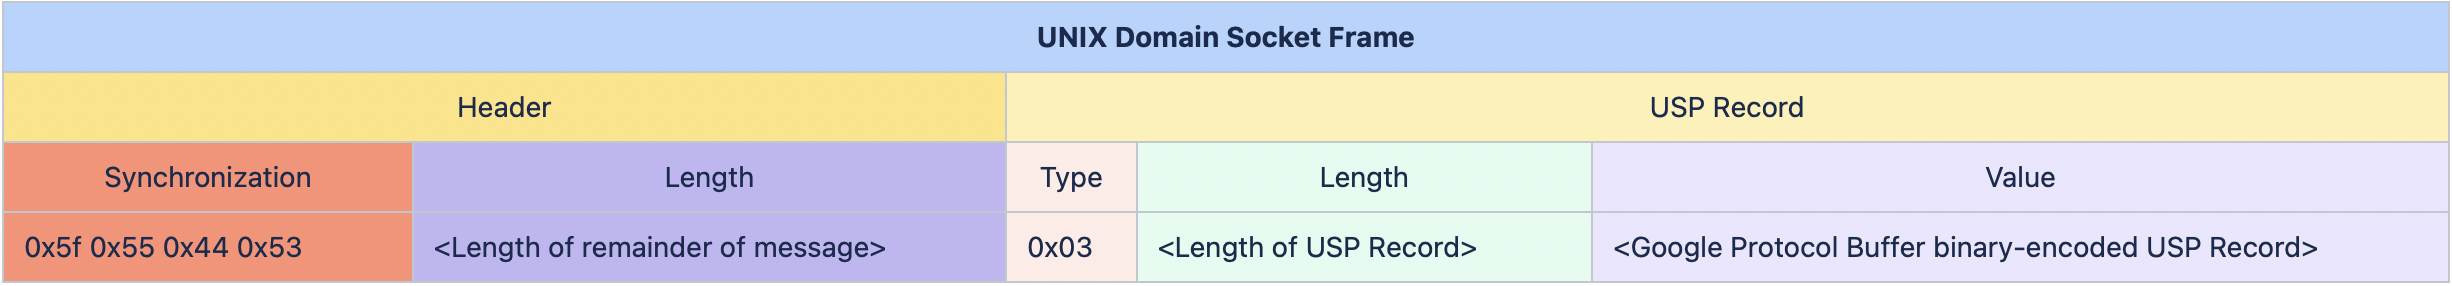 UNIX Domain Socket Frame
Header USP Record
Synchronization Length Type Length Value
0x5f 0x55 0x44 0x53 <Length of remainder of message> 0x03 <Length of USP Record> <Google Protocol Buffer binary-encoded USP Record>